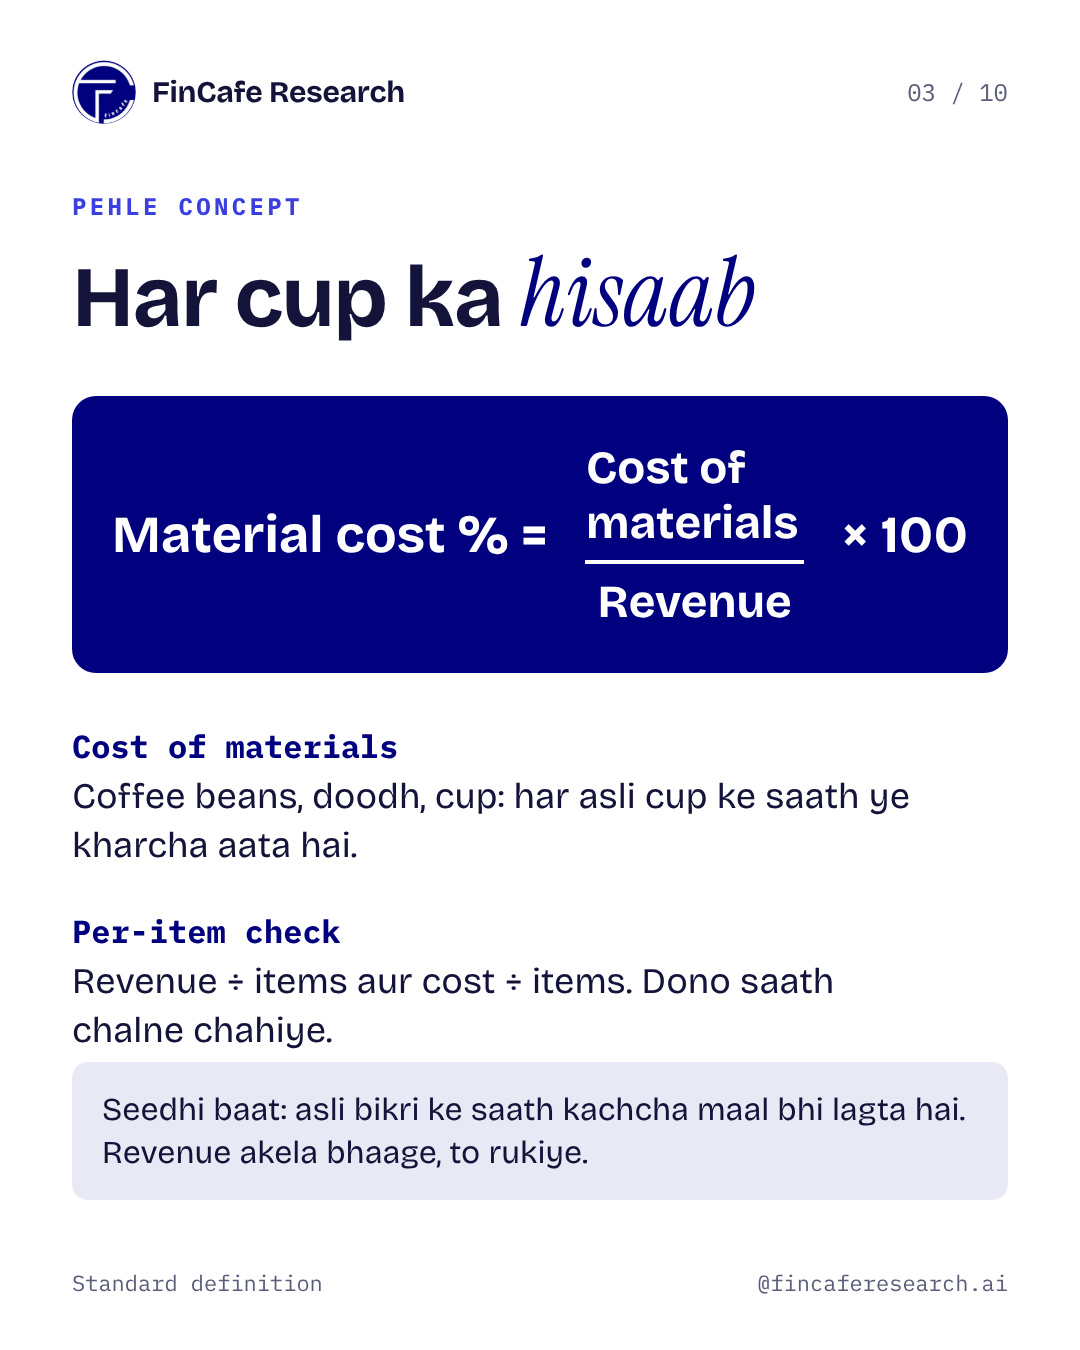 FinCafe Research
03 / 10
PEHLE CONCEPT
Har cup ka hisaab
Material cost % =
Cost of
materials
Revenue
× 100
Cost of materials
Coffee beans, doodh, cup: har asli cup ke saath ye
kharcha aata hai.
Per-item check
Revenue ÷ items aur cost ÷ items. Dono saath
chalne chahiye.
Seedhi baat: asli bikri ke saath kachcha maal bhi lagta hai.
Revenue akela bhaage, to rukiye.
Standard definition
@fincaferesearch.ai